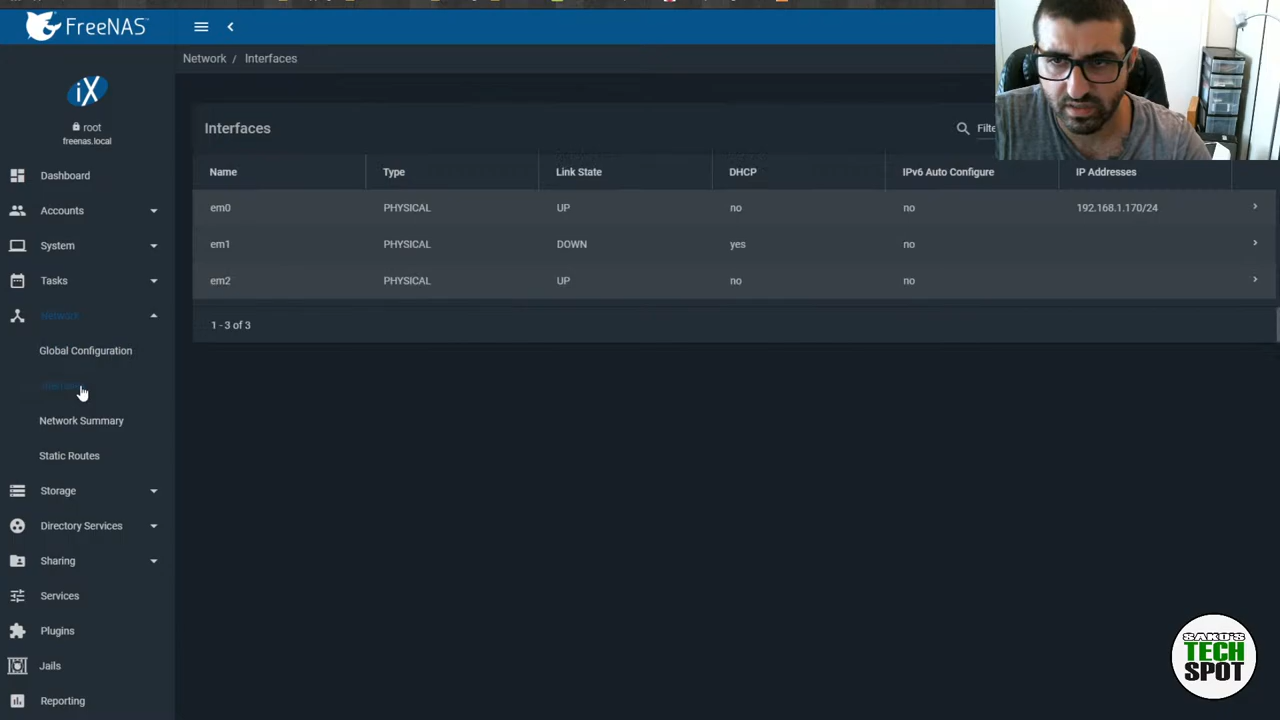 FreeNAS
Network / Interfaces
iX
root
freenas.local
Interfaces
Filte
Name Type Link State DHCP IPv6 Auto Configure IP Addresses
em0 PHYSICAL UP no no 192.168.1.170/24
em1 PHYSICAL DOWN yes no
em2 PHYSICAL UP no no
1 - 3 of 3
Dashboard
Accounts
System
Tasks
Network
Global Configuration
Network Summary
Static Routes
Storage
Directory Services
Sharing
Services
Plugins
Jails
Reporting
SAKO'S
TECH
SPOT